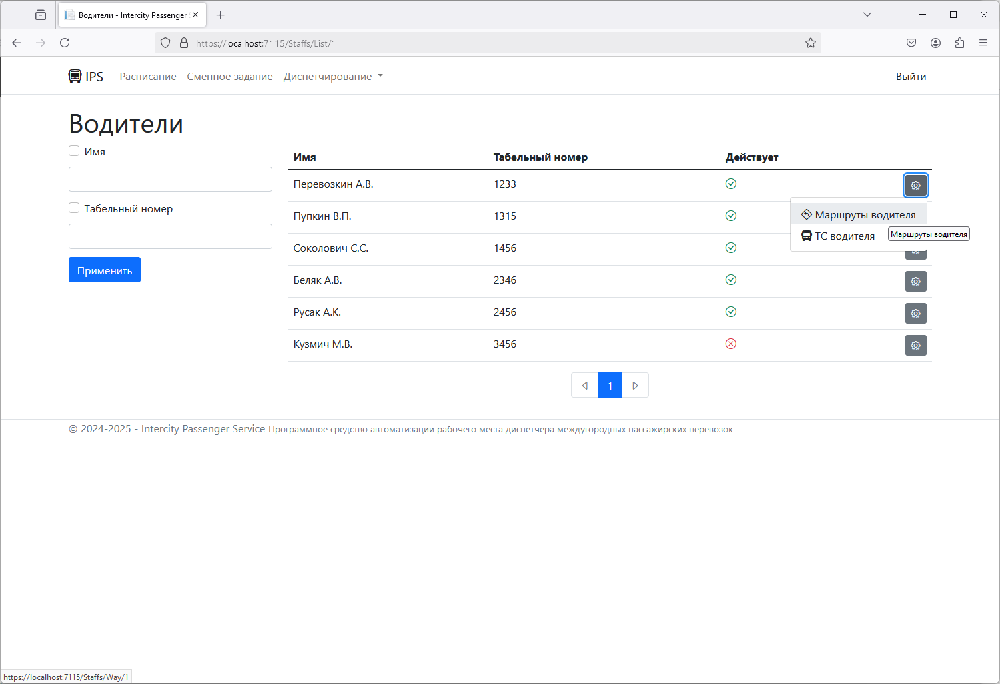 Водители - Intercity Passenger
https://localhost:7115/Staffs/List/1
IPS Расписание Сменное задание Диспетчирование Выйти
Водители
Имя
Табельный номер
Применить
Имя Табельный номер Действует
Перевозкин А.В. 1233
Пупкин В.П. 1315
Соколович С.С. 1456
Беляк А.В. 2346
Русак А.К. 2456
Кузмич М.В. 3456
Маршруты водителя
ТС водителя
Маршруты водителя
1
© 2024-2025 - Intercity Passenger Service Программное средство автоматизации рабочего места диспетчера междугородных пассажирских перевозок
https://localhost:7115/Staffs/Way/1